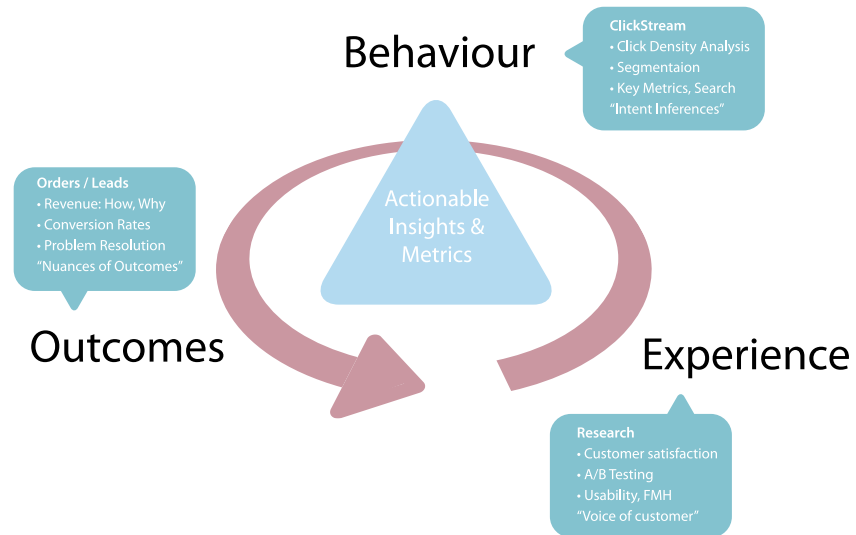 Behaviour
ClickStream
• Click Density Analysis
• Segmentaion
• Key Metrics, Search
“Intent Inferences”
Orders / Leads
• Revenue: How, Why
• Conversion Rates
• Problem Resolution
“Nuances of Outcomes”
Actionable
Insights &
Metrics
Outcomes
Experience
Research
• Customer satisfaction
• A/B Testing
• Usability, FMH
“Voice of customer”